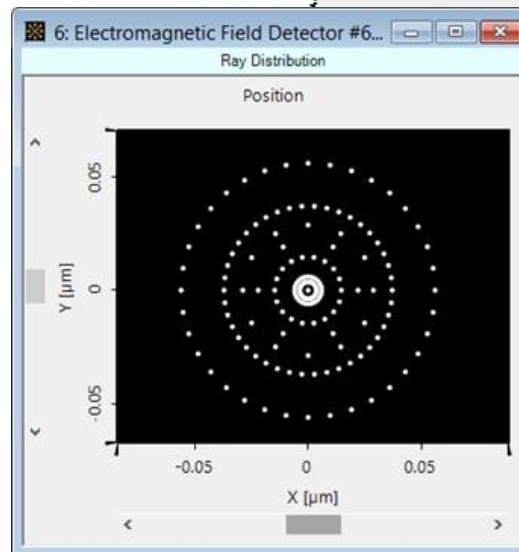 6: Electromagnetic Field Detector #6...
Ray Distribution
Position
0.05
0
-0.05
Y [µm]
-0.05 0 0.05
X [µm]